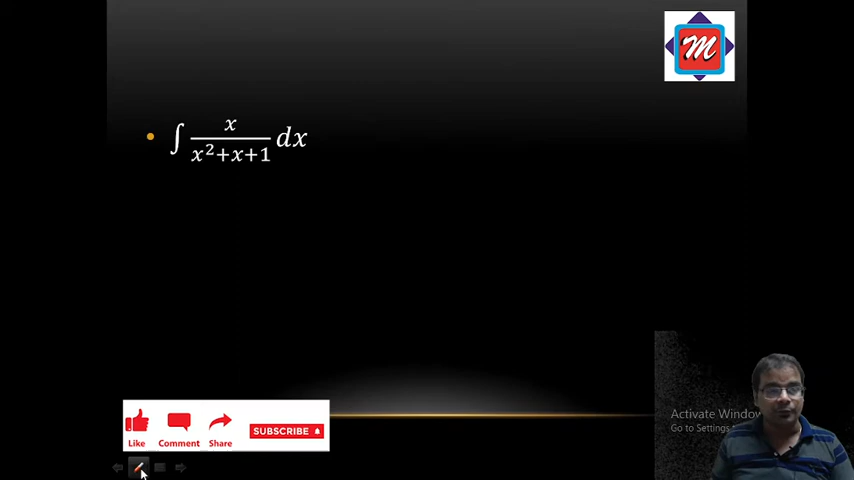 M
• ∫ x/(x²+x+1) dx
Like Comment Share SUBSCRIBE
Activate Window
Go to Settings